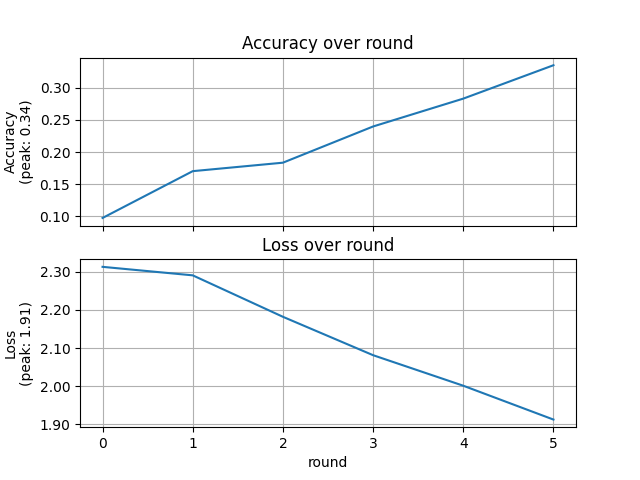 Accuracy over round
Accuracy
(peak: 0.34)
0.30
0.25
0.20
0.15
0.10
Loss over round
Loss
(peak: 1.91)
2.30
2.20
2.10
2.00
1.90
0 1 2 3 4 5
round